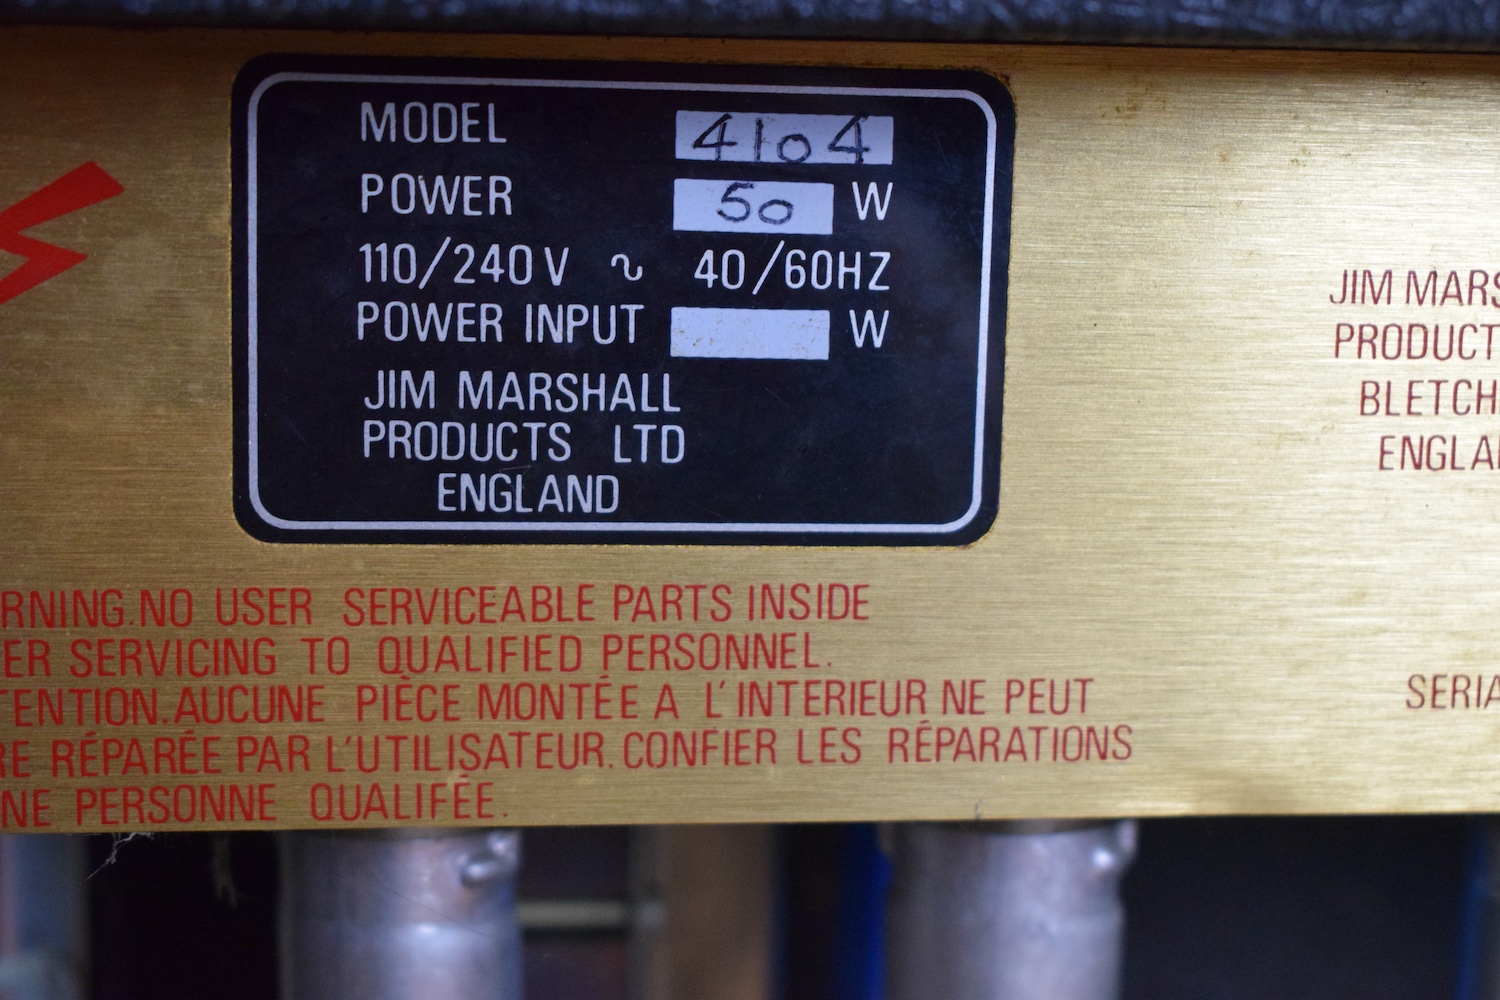 MODEL 4104
POWER 50 W
110/240V ~ 40/60HZ
POWER INPUT W
JIM MARSHALL
PRODUCTS LTD
ENGLAND
JIM MARS
PRODUCT
BLETCH
ENGLA
RNING.NO USER SERVICEABLE PARTS INSIDE
ER SERVICING TO QUALIFIED PERSONNEL.
TENTION.AUCUNE PIÈCE MONTÉE A L'INTERIEUR NE PEUT
RE RÉPARÉE PAR L'UTILISATEUR.CONFIER LES RÉPARATIONS
NE PERSONNE QUALIFÉE.
SERIA